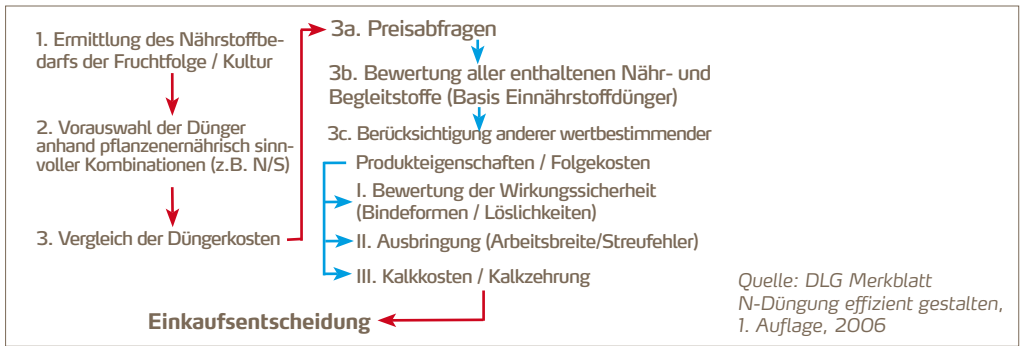 1. Ermittlung des Nährstoffbe-
darfs der Fruchtfolge / Kultur
2. Vorauswahl der Dünger
anhand pflanzenernährisch sinn-
voller Kombinationen (z.B. N/S)
3. Vergleich der Düngerkosten
3a. Preisabfragen
3b. Bewertung aller enthaltenen Nähr- und
Begleitstoffe (Basis Einnährstoffdünger)
3c. Berücksichtigung anderer wertbestimmender
Produkteigenschaften / Folgekosten
I. Bewertung der Wirkungssicherheit
(Bindeformen / Löslichkeiten)
II. Ausbringung (Arbeitsbreite/Streufehler)
III. Kalkkosten / Kalkzehrung
Einkaufsentscheidung
Quelle: DLG Merkblatt
N-Düngung effizient gestalten,
1. Auflage, 2006